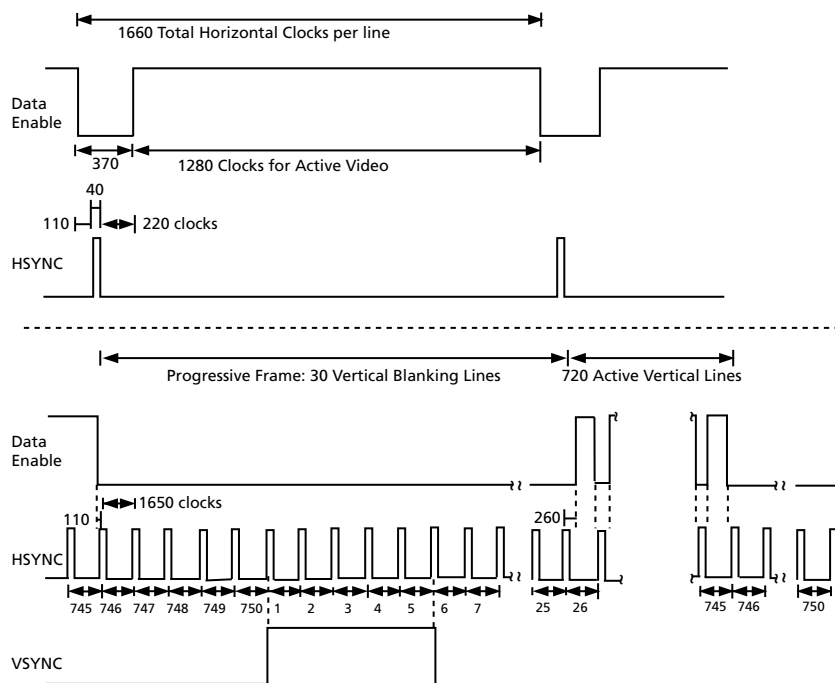 1660 Total Horizontal Clocks per line
Data
Enable
370
1280 Clocks for Active Video
40
110
220 clocks
HSYNC
Progressive Frame: 30 Vertical Blanking Lines
720 Active Vertical Lines
Data
Enable
1650 clocks
110
260
HSYNC
745 746 747 748 749 750 1 2 3 4 5 6 7 25 26 745 746 750
VSYNC